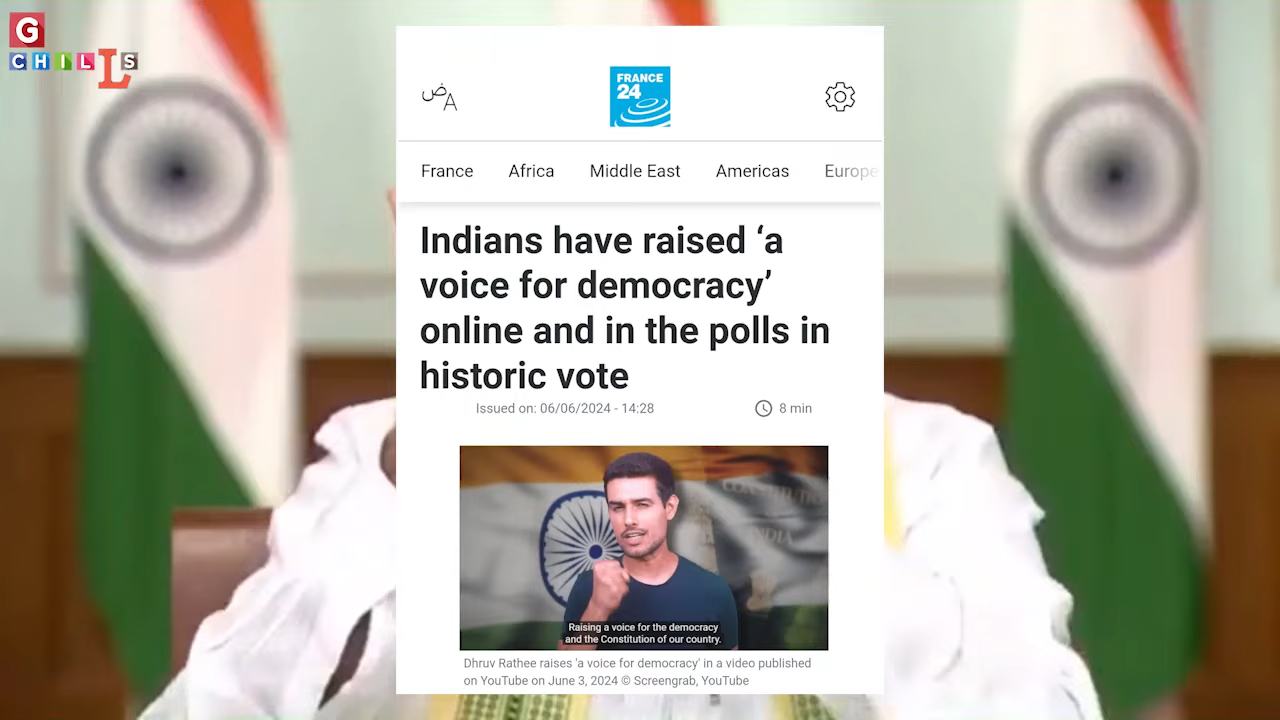 G
CHILLS
ض A
FRANCE
24
France Africa Middle East Americas Europe
Indians have raised ‘a
voice for democracy’
online and in the polls in
historic vote
Issued on: 06/06/2024 - 14:28 8 min
CONSTITUTION
INDIA
Raising a voice for the democracy
and the Constitution of our country.
Dhruv Rathee raises 'a voice for democracy' in a video published
on YouTube on June 3, 2024 © Screengrab, YouTube